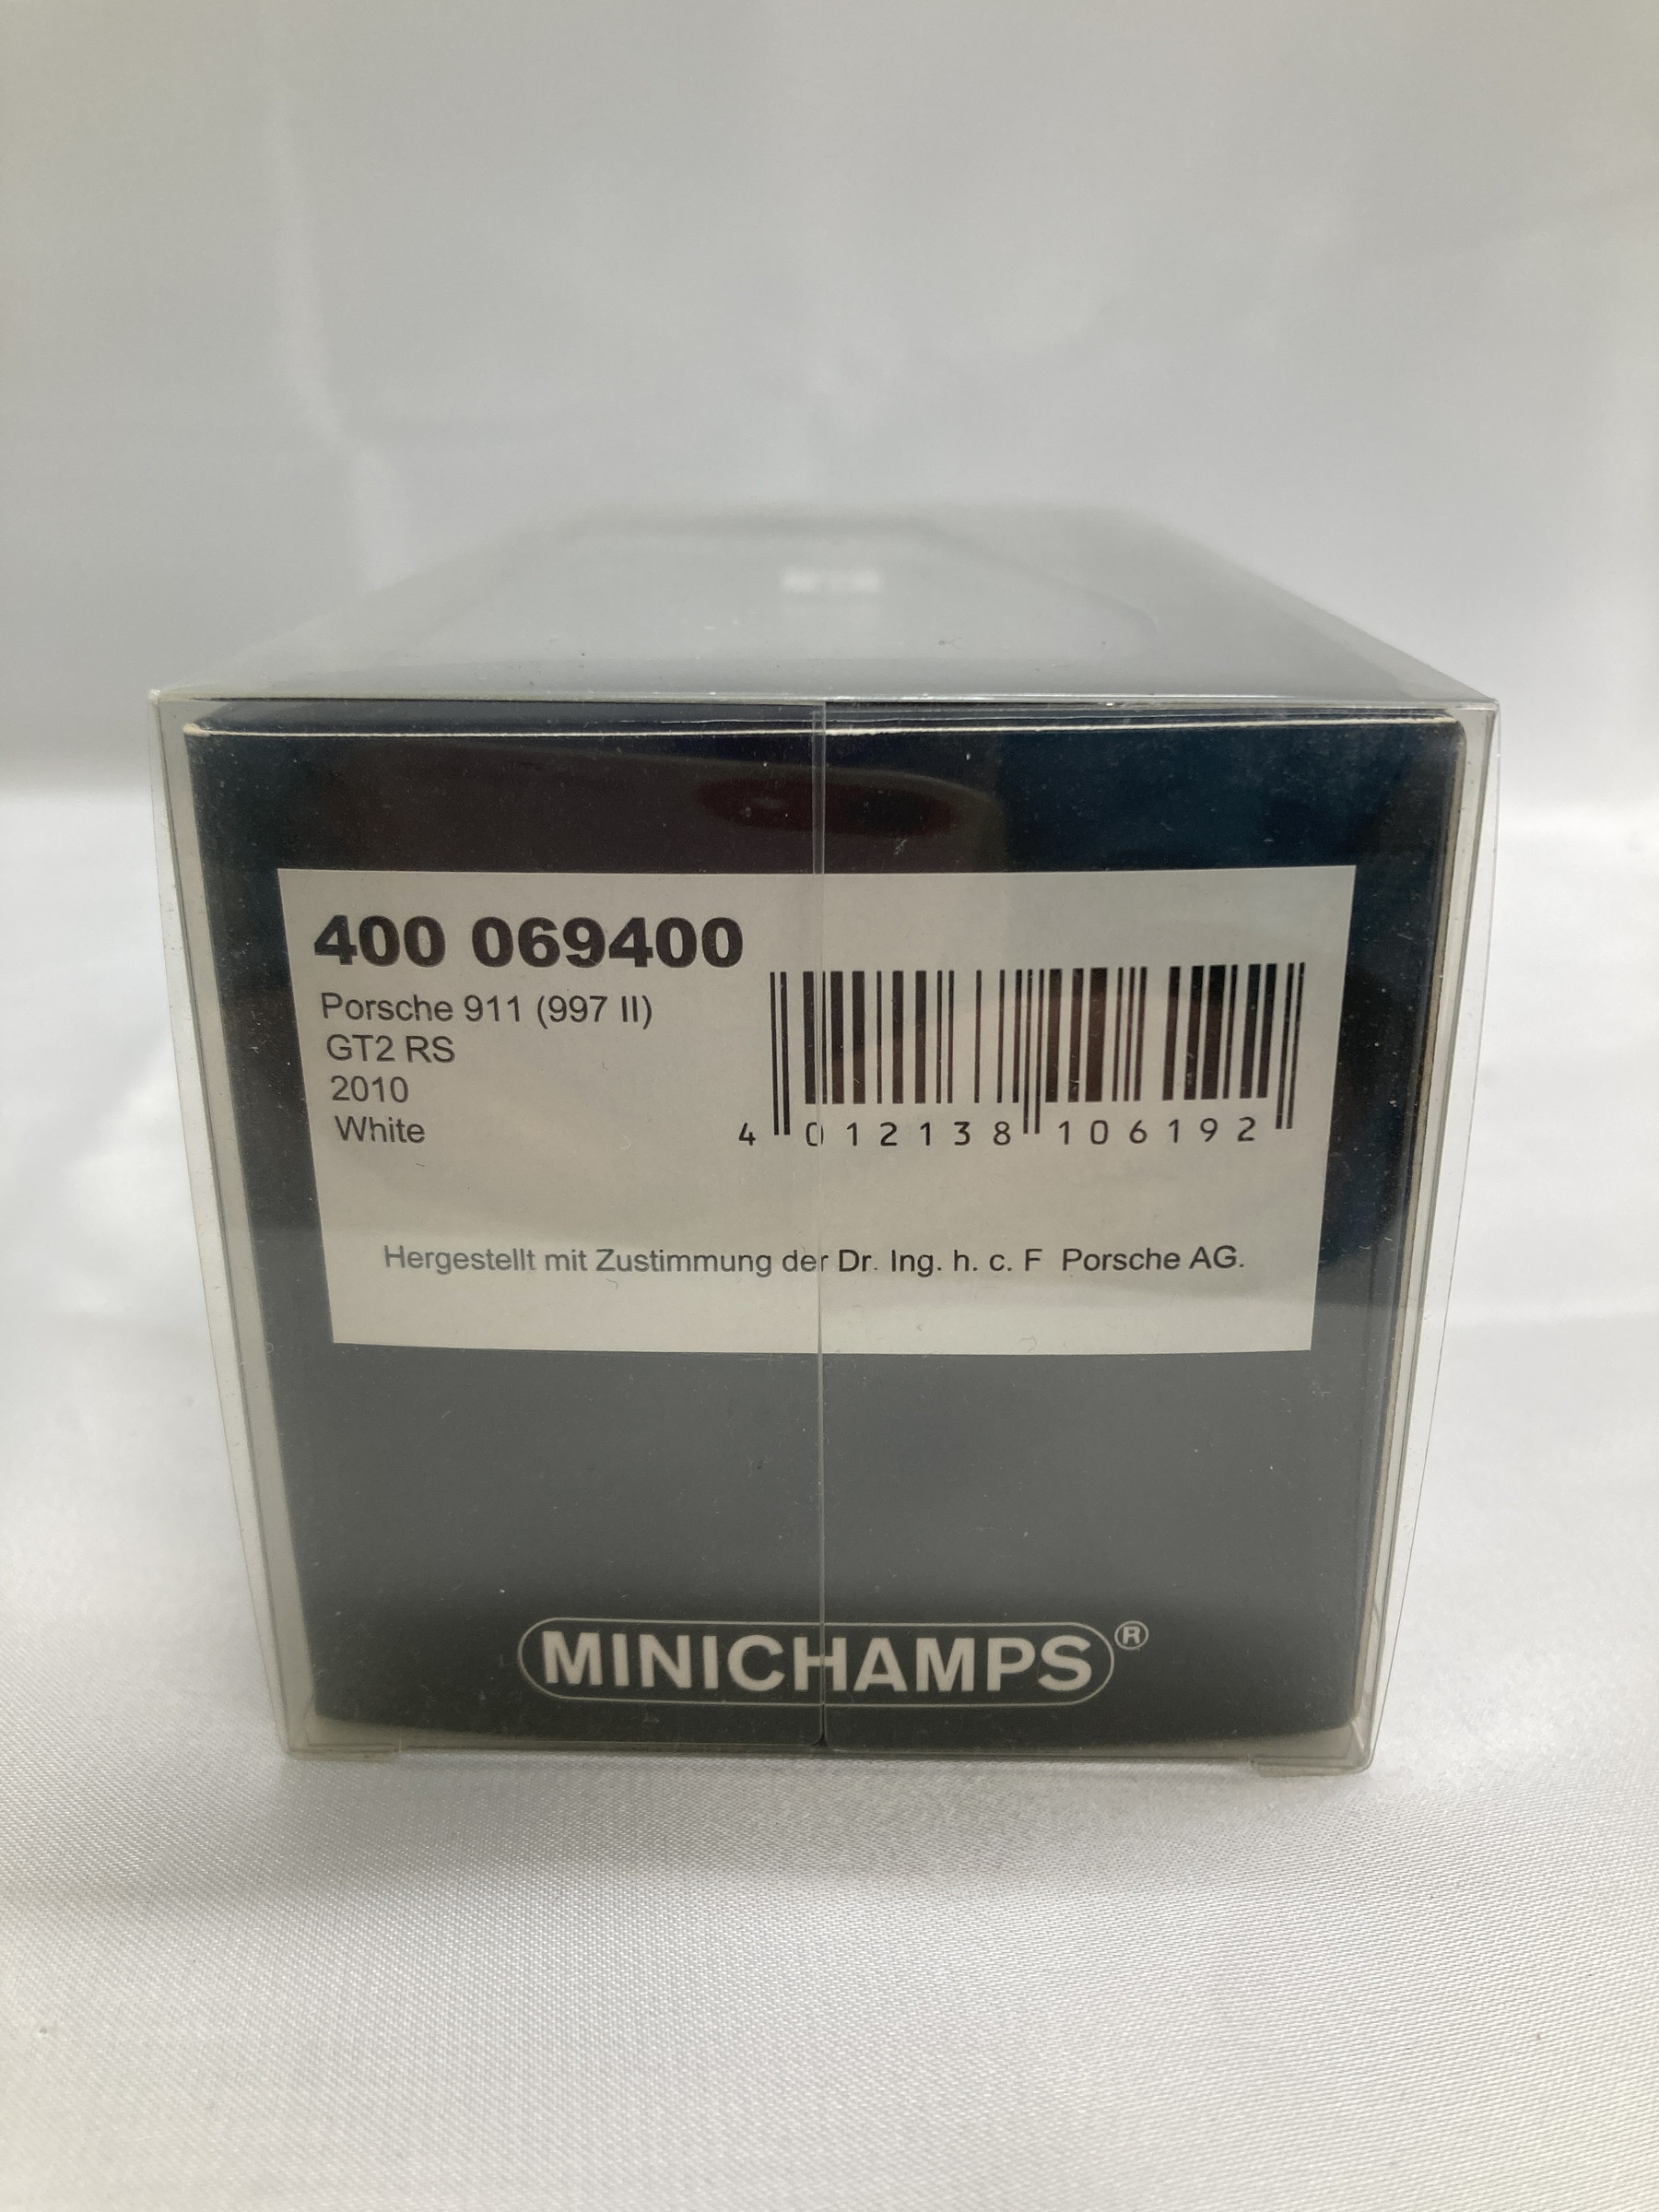 400 069400
Porsche 911 (997 II)
GT2 RS
2010
White
4 012138 106192
Hergestellt mit Zustimmung der Dr. Ing. h. c. F Porsche AG.
MINICHAMPS®